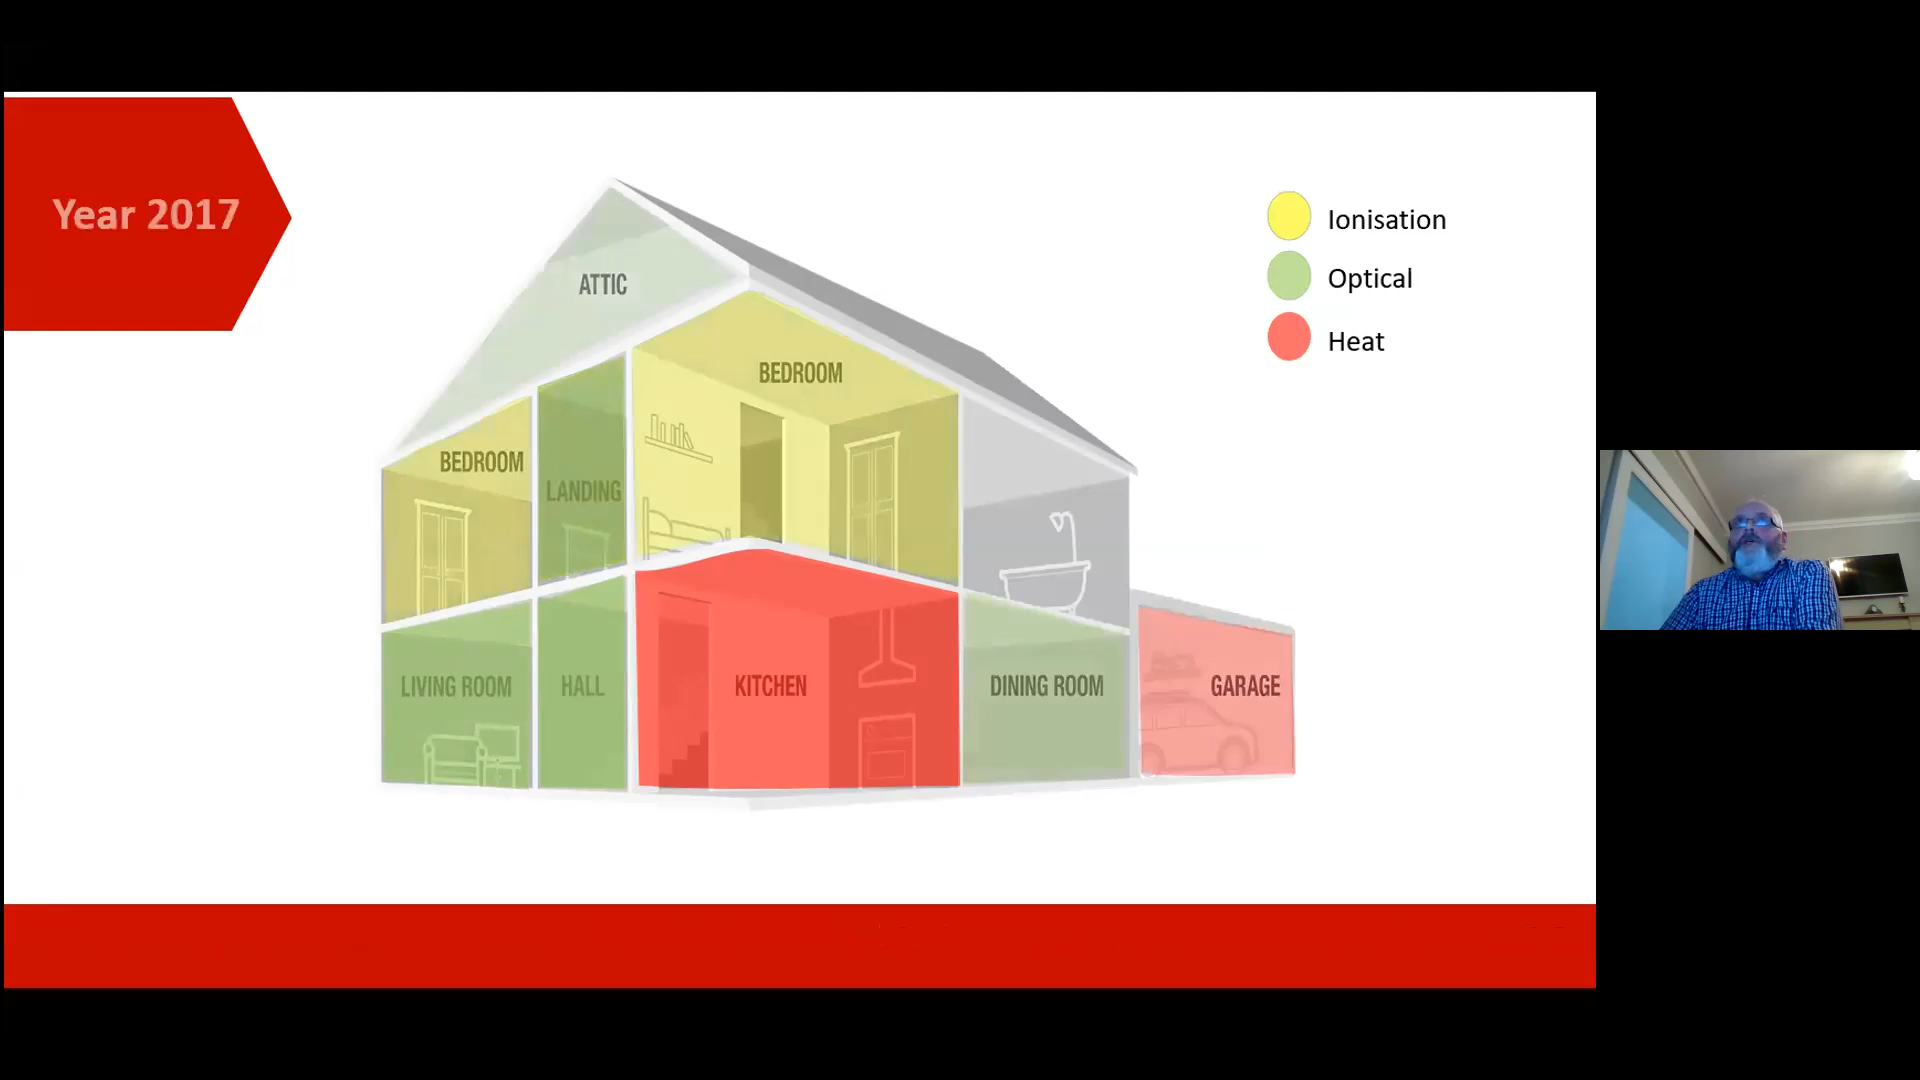 Year 2017
Ionisation
Optical
Heat
ATTIC
BEDROOM
BEDROOM
LANDING
LIVING ROOM
HALL
KITCHEN
DINING ROOM
GARAGE